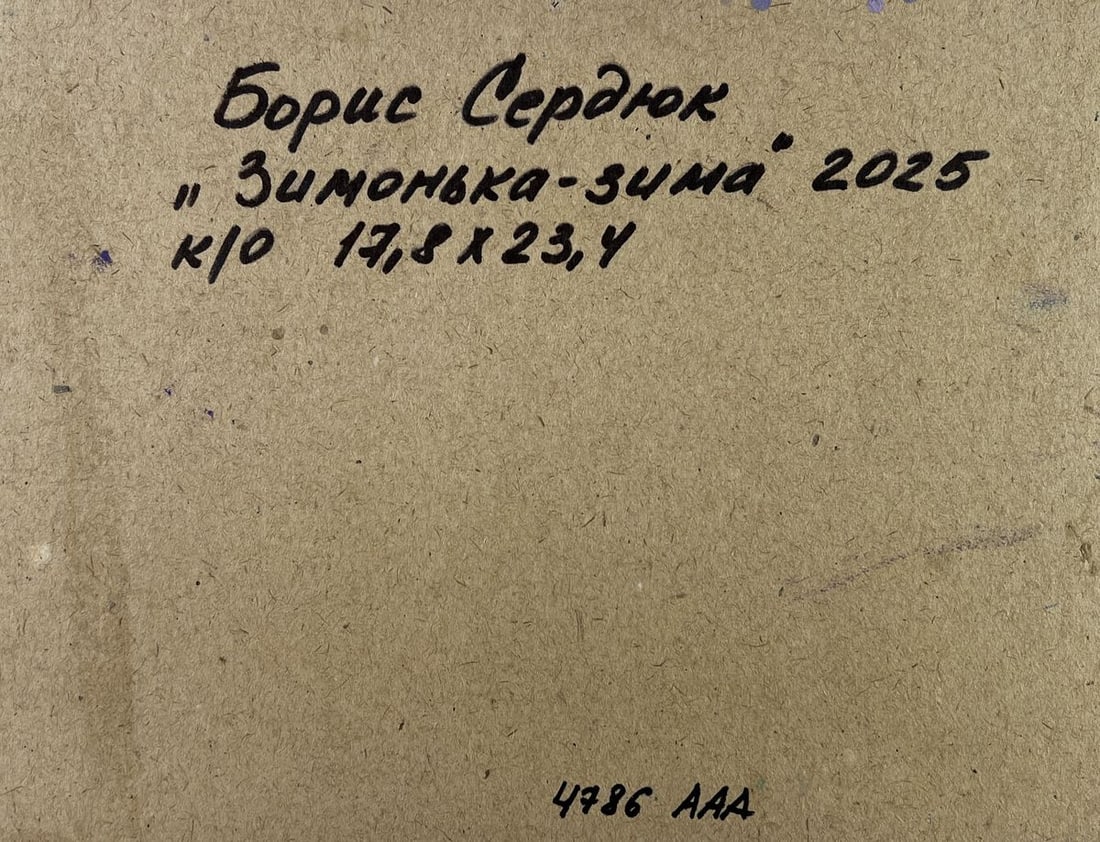 Борис Сердюк
„Зимонька-зима" 2025
к/о 17,8 х 23,4
4786 ААА